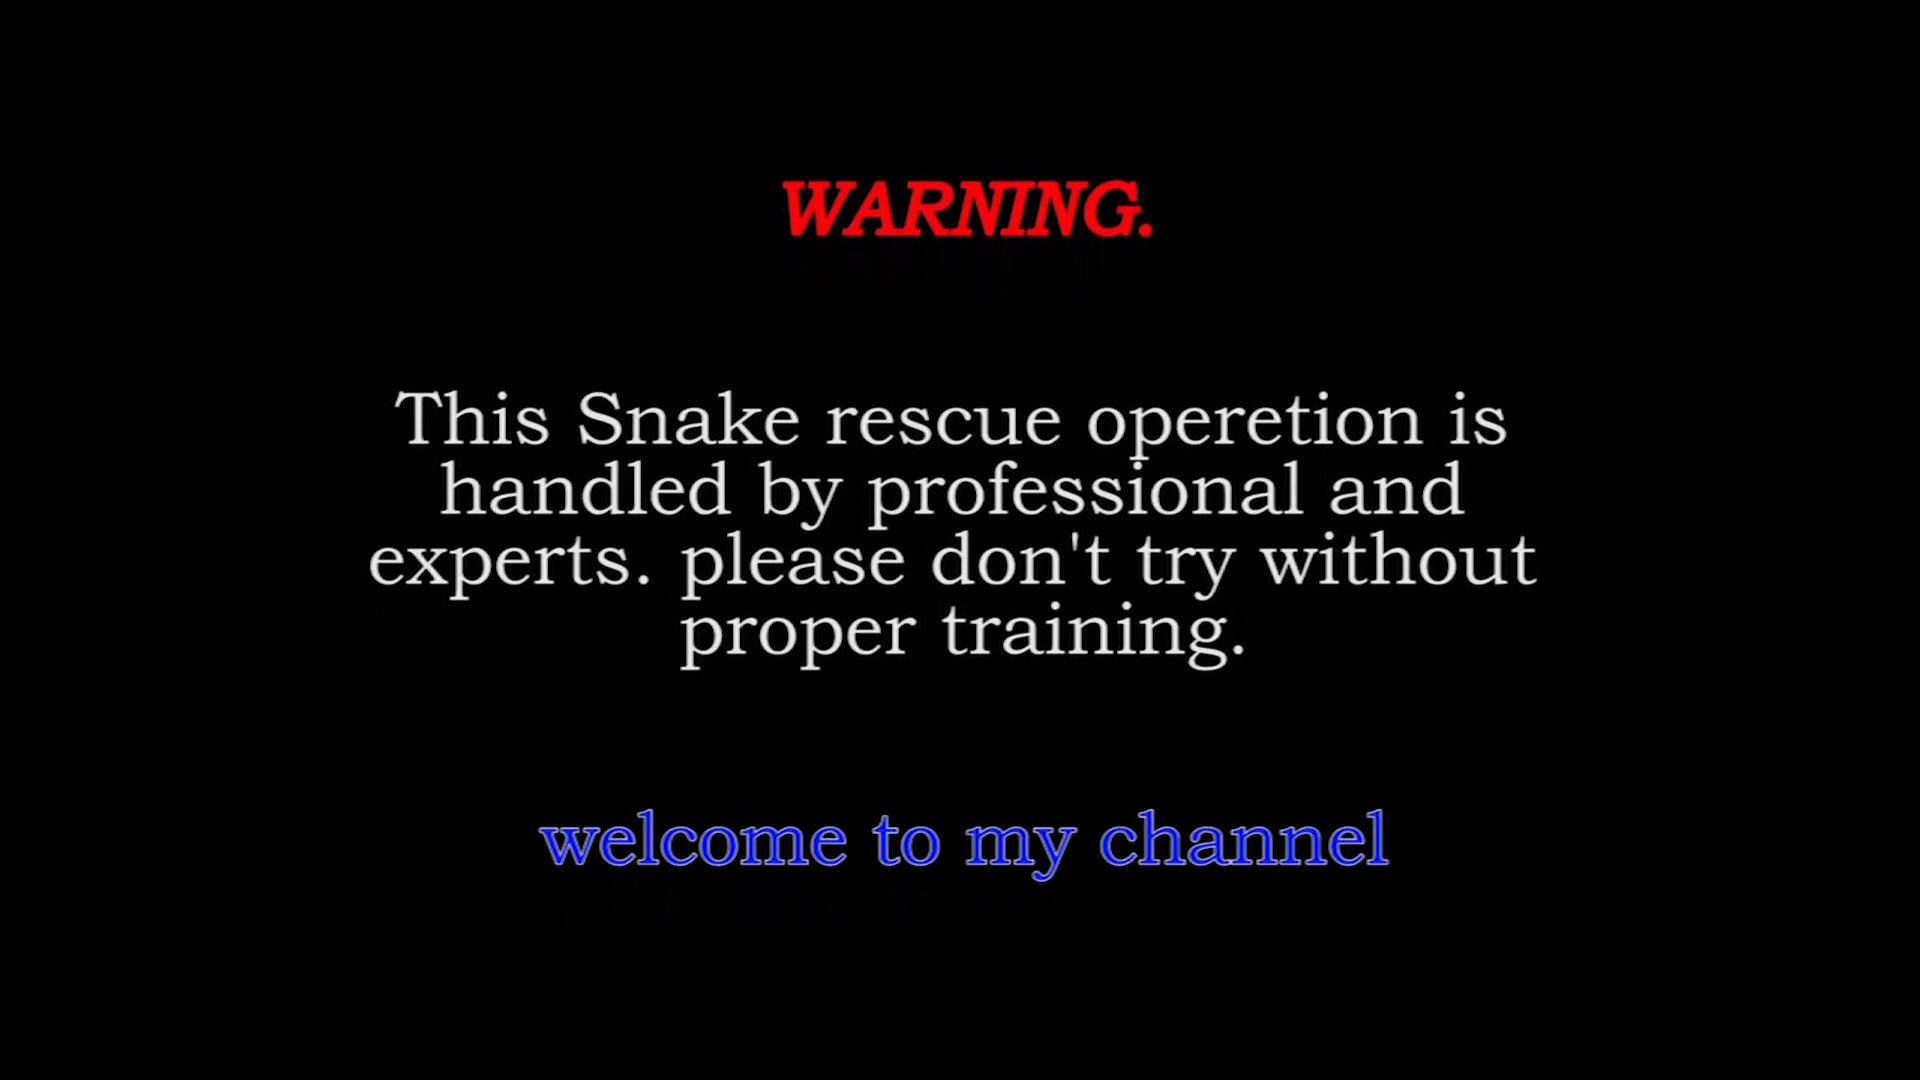 WARNING.
This Snake rescue operetion is
handled by professional and
experts. please don't try without
proper training.
welcome to my channel